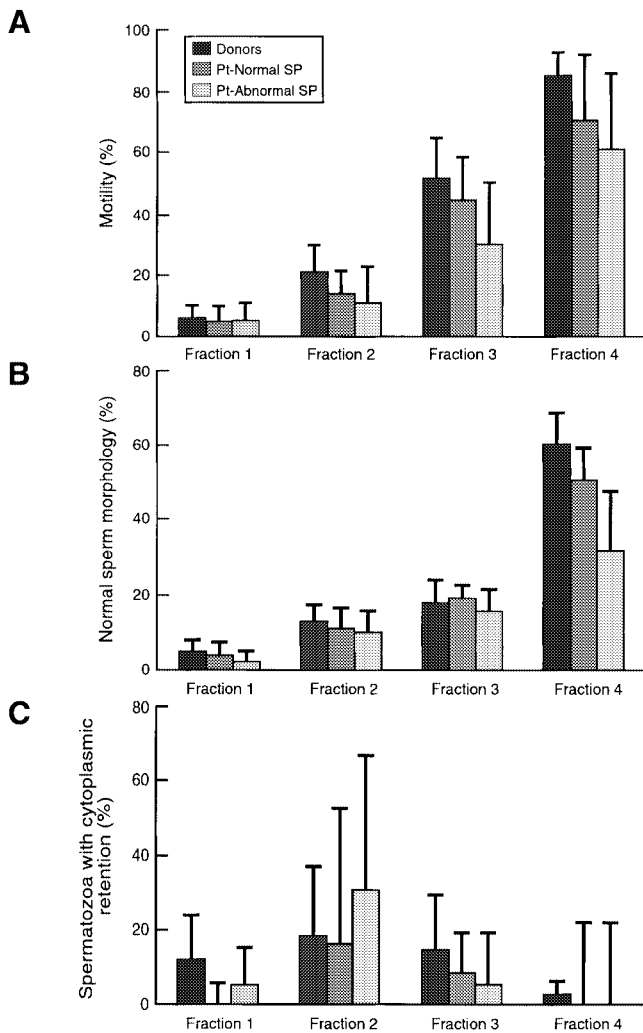 A
Motility (%)
100
80
60
40
20
0
Donors
Pt-Normal SP
Pt-Abnormal SP
Fraction 1 Fraction 2 Fraction 3 Fraction 4
B
Normal sperm morphology (%)
80
60
40
20
0
Fraction 1 Fraction 2 Fraction 3 Fraction 4
C
Spermatozoa with cytoplasmic
retention (%)
80
60
40
20
0
Fraction 1 Fraction 2 Fraction 3 Fraction 4